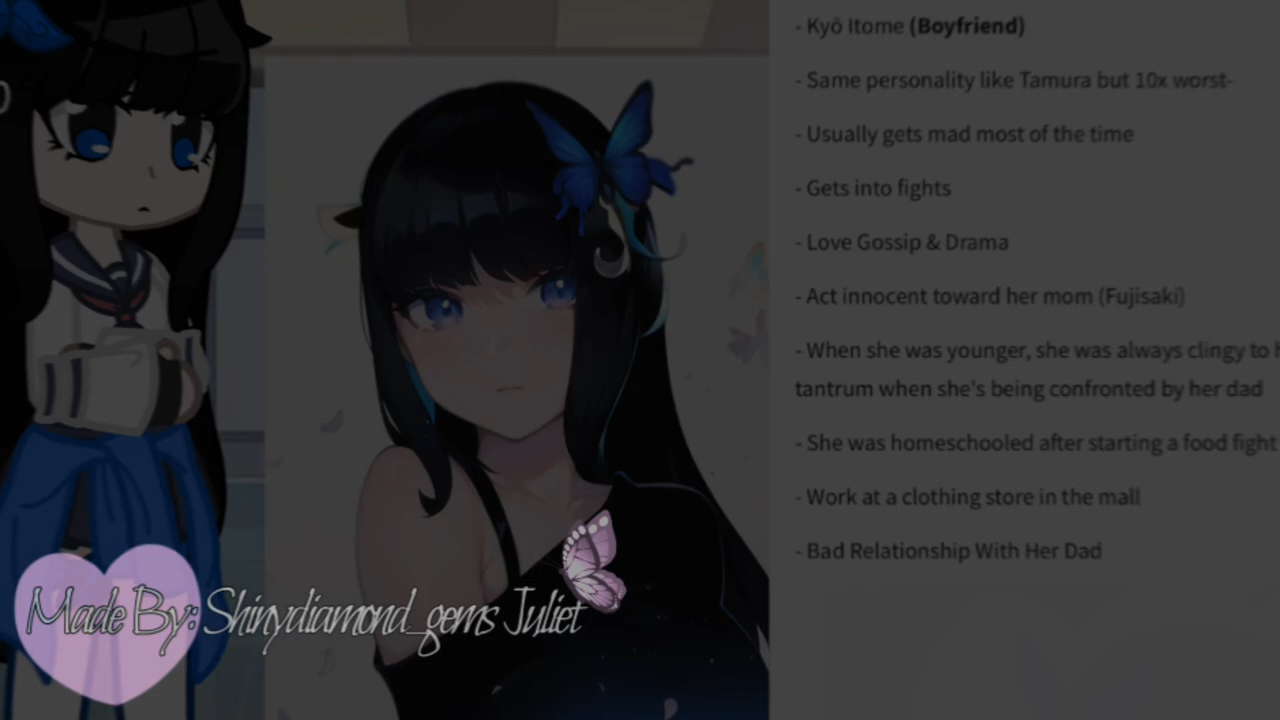 - Kyō Itome (Boyfriend)
- Same personality like Tamura but 10x worst-
- Usually gets mad most of the time
- Gets into fights
- Love Gossip & Drama
- Act innocent toward her mom (Fujisaki)
- When she was younger, she was always clingy to
tantrum when she's being confronted by her dad
- She was homeschooled after starting a food fight
- Work at a clothing store in the mall
- Bad Relationship With Her Dad
Made By: Shinydiamond_gems Juliet